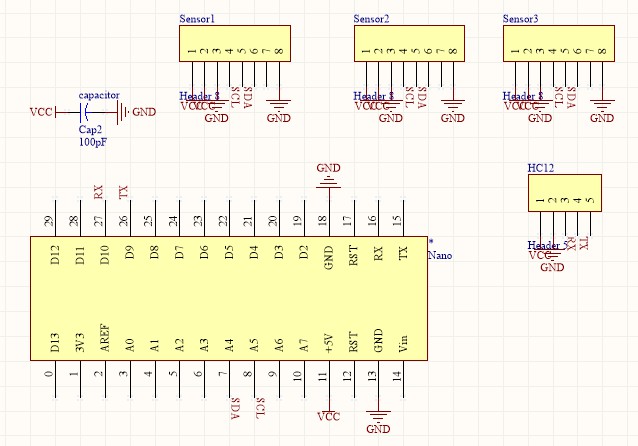 Sensor1 Sensor2 Sensor3
1 2 3 4 5 6 7 8 1 2 3 4 5 6 7 8 1 2 3 4 5 6 7 8
Header 8 Header 8 Header 8
VCC VCC SCL SDA VCC VCC SCL SDA VCC VCC SCL SDA
GND GND GND GND GND GND
capacitor
VCC GND
Cap2
100pF
HC12
1 2 3 4 5
Header 5
VCC RX TX
GND
GND
RX TX
29 28 27 26 25 24 23 22 21 20 19 18 17 16 15
D12 D11 D10 D9 D8 D7 D6 D5 D4 D3 D2 GND RST RX TX
*
Nano
D13 3V3 AREF A0 A1 A2 A3 A4 A5 A6 A7 +5V RST GND Vin
0 1 2 3 4 5 6 7 8 9 10 11 12 13 14
SDA SCL VCC GND